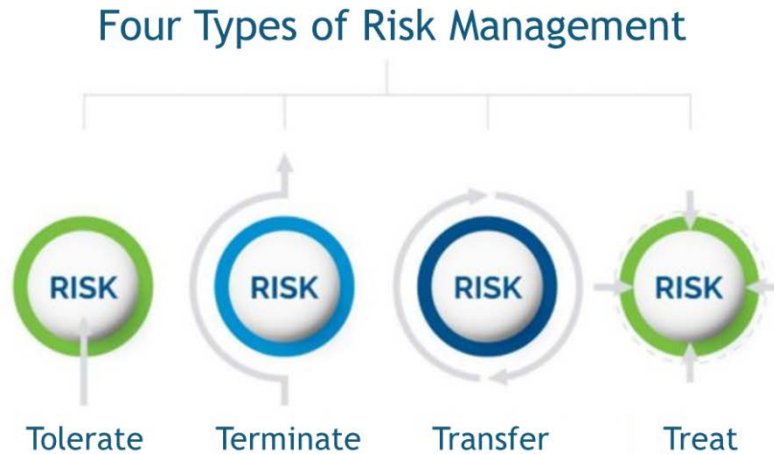 Four Types of Risk Management
RISK RISK RISK RISK
Tolerate Terminate Transfer Treat